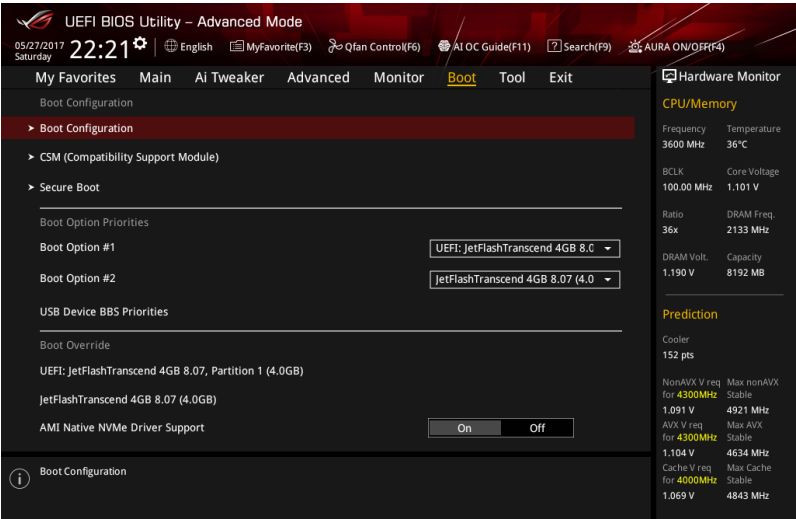 UEFI BIOS Utility – Advanced Mode
05/27/2017 Saturday 22:21 English MyFavorite(F3) Qfan Control(F6) AI OC Guide(F11) Search(F9) AURA ON/OFF(F4)
My Favorites Main Ai Tweaker Advanced Monitor Boot Tool Exit
Boot Configuration
Boot Configuration
CSM (Compatibility Support Module)
Secure Boot
Boot Option Priorities
Boot Option #1 UEFI: JetFlashTranscend 4GB 8.0
Boot Option #2 JetFlashTranscend 4GB 8.07 (4.0
USB Device BBS Priorities
Boot Override
UEFI: JetFlashTranscend 4GB 8.07, Partition 1 (4.0GB)
JetFlashTranscend 4GB 8.07 (4.0GB)
AMI Native NVMe Driver Support On Off
Boot Configuration
Hardware Monitor
CPU/Memory
Frequency Temperature
3600 MHz 36°C
BCLK Core Voltage
100.00 MHz 1.101 V
Ratio DRAM Freq.
36x 2133 MHz
DRAM Volt. Capacity
1.190 V 8192 MB
Prediction
Cooler
152 pts
NonAVX V req Max nonAVX
for 4300MHz Stable
1.091 V 4921 MHz
AVX V req Max AVX
for 4300MHz Stable
1.104 V 4634 MHz
Cache V req Max Cache
for 4000MHz Stable
1.069 V 4843 MHz